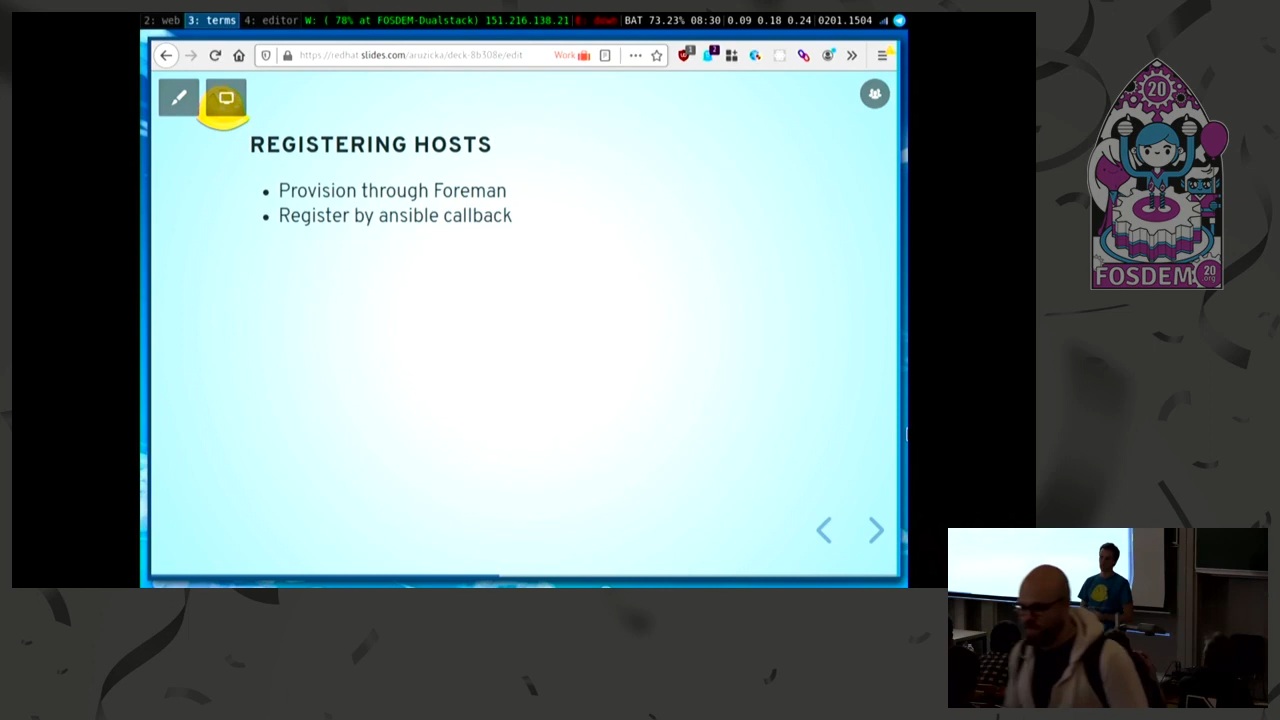 2: web 3: terms 4: editor W: ( 78% at FOSDEM-Dualstack) 151.216.138.21 E: down BAT 73.23% 08:30 0.09 0.18 0.24 0201.1504
https://redhat.slides.com/aruzicka/deck-8b308e/edit Work
REGISTERING HOSTS
• Provision through Foreman
• Register by ansible callback
20
FOSDEM 20 .org